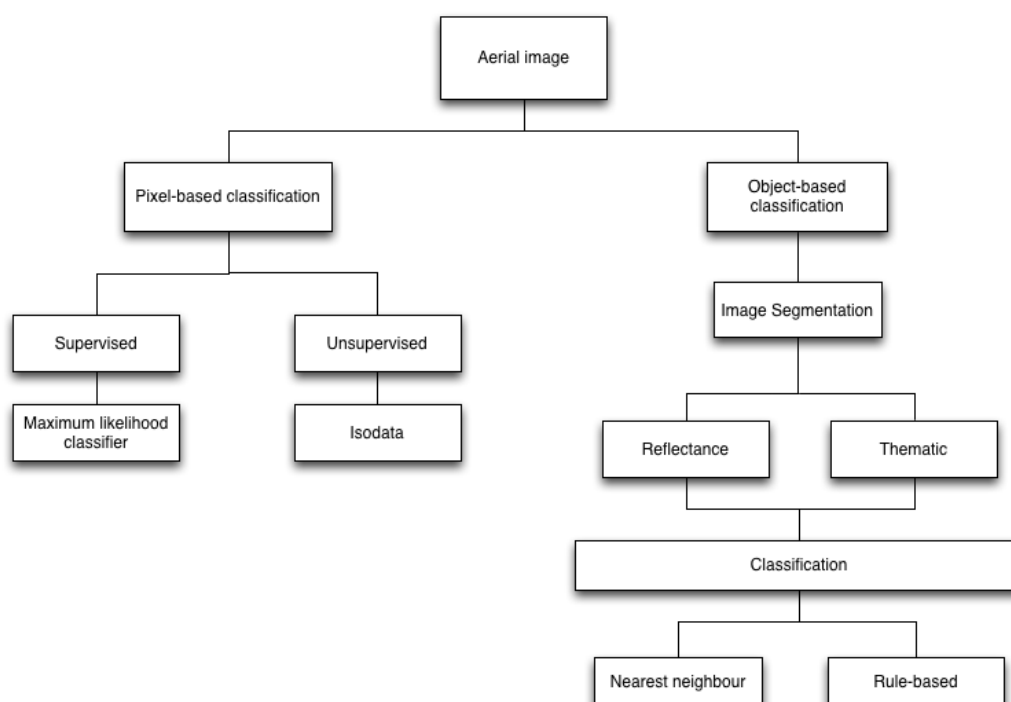 Aerial image
Pixel-based classification
Object-based
classification
Image Segmentation
Supervised
Unsupervised
Maximum likelihood
classifier
Isodata
Reflectance
Thematic
Classification
Nearest neighbour
Rule-based